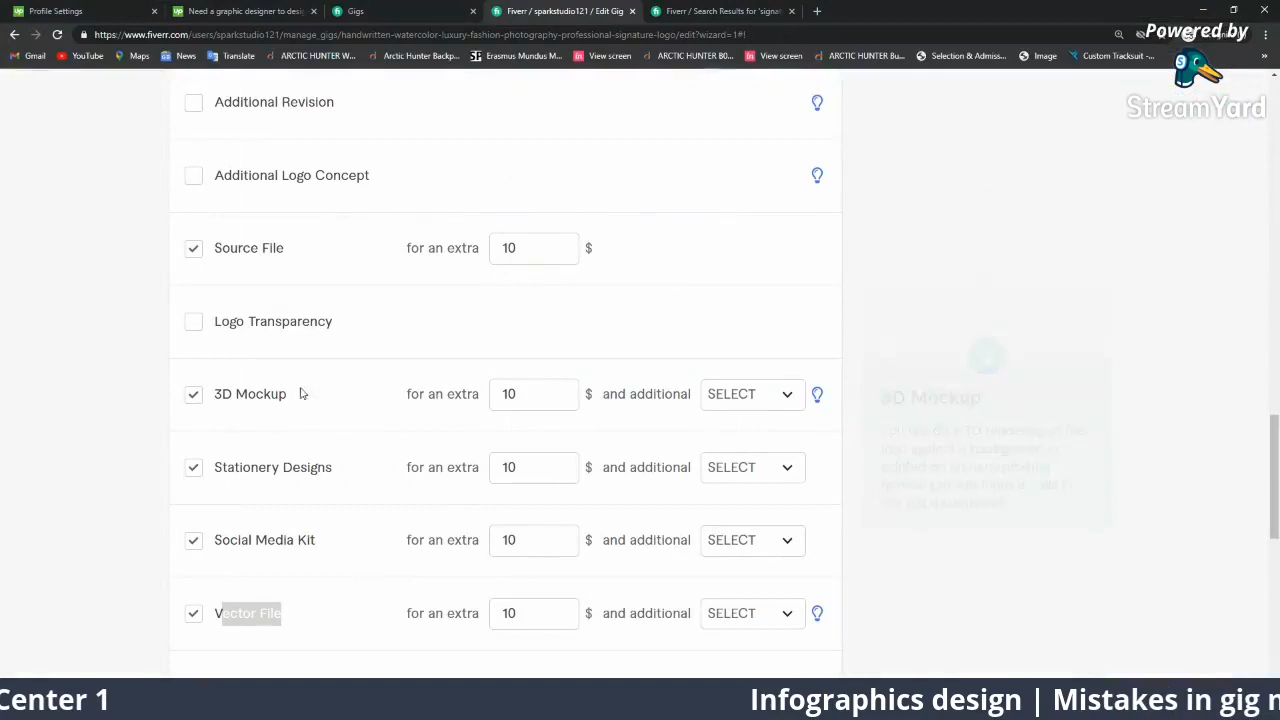 Profile Settings
Need a graphic designer to desig
Gigs
Fiverr / sparkstudio121 / Edit Gig
Fiverr / Search Results for 'signat
https://www.fiverr.com/users/sparkstudio121/manage_gigs/handwritten-watercolor-luxury-fashion-photography-professional-signature-logo/edit?wizard=1#!
Powered by
StreamYard
Gmail
YouTube
Maps
News
Translate
ARCTIC HUNTER W...
Arctic Hunter Backp...
Erasmus Mundus M...
View screen
ARCTIC HUNTER B0...
View screen
ARCTIC HUNTER Bu...
Selection & Admiss...
Image
Custom Tracksuit -...
Additional Revision
Additional Logo Concept
Source File for an extra 10 $
Logo Transparency
3D Mockup for an extra 10 $ and additional SELECT
3D Mockup
Stationery Designs for an extra 10 $ and additional SELECT
Social Media Kit for an extra 10 $ and additional SELECT
Vector File for an extra 10 $ and additional SELECT
Center 1
Infographics design | Mistakes in gig